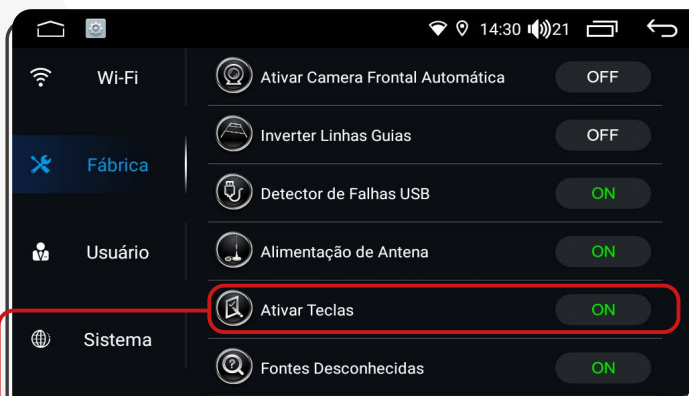 14:30 21
Wi-Fi
Ativar Camera Frontal Automática OFF
Inverter Linhas Guias OFF
Fábrica
Detector de Falhas USB ON
Usuário
Alimentação de Antena ON
Ativar Teclas ON
Sistema
Fontes Desconhecidas ON